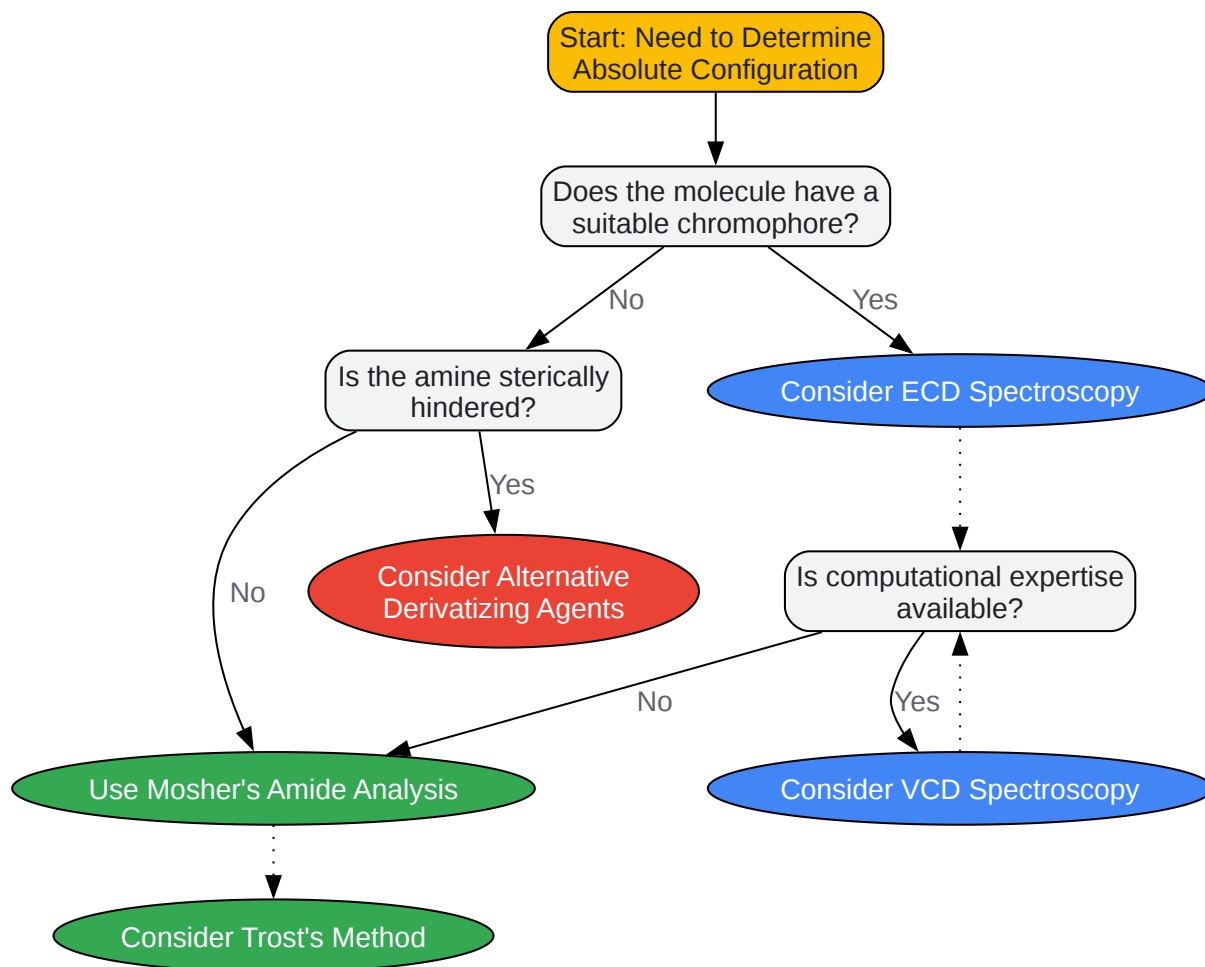 Start: Need to Determine
Absolute Configuration
Does the molecule have a
suitable chromophore?
No
Yes
Is the amine sterically
hindered?
Consider ECD Spectroscopy
Yes
No
Consider Alternative
Derivatizing Agents
Is computational expertise
available?
No
Yes
Use Mosher's Amide Analysis
Consider VCD Spectroscopy
Consider Trost's Method